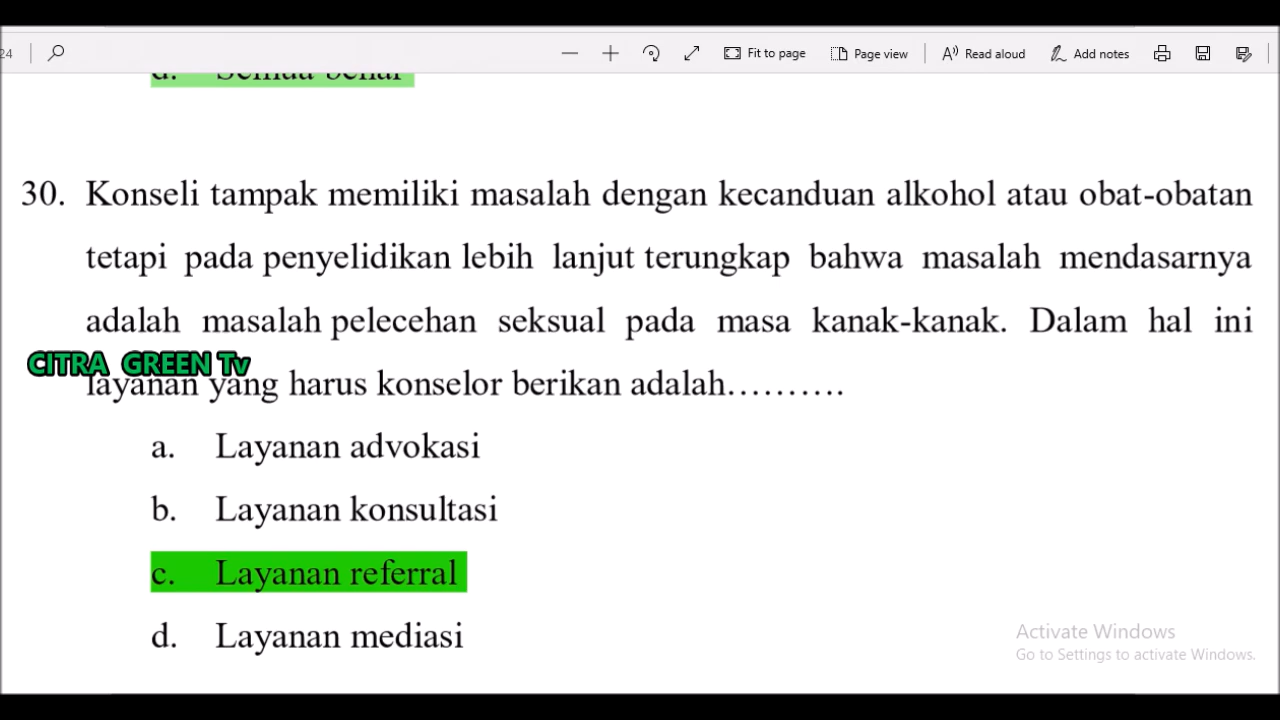 24 Fit to page Page view Read aloud Add notes
d. Semua benar
30. Konseli tampak memiliki masalah dengan kecanduan alkohol atau obat-obatan
tetapi pada penyelidikan lebih lanjut terungkap bahwa masalah mendasarnya
adalah masalah pelecehan seksual pada masa kanak-kanak. Dalam hal ini
CITRA GREEN Tv
layanan yang harus konselor berikan adalah……….
a. Layanan advokasi
b. Layanan konsultasi
c. Layanan referral
d. Layanan mediasi
Activate Windows
Go to Settings to activate Windows.